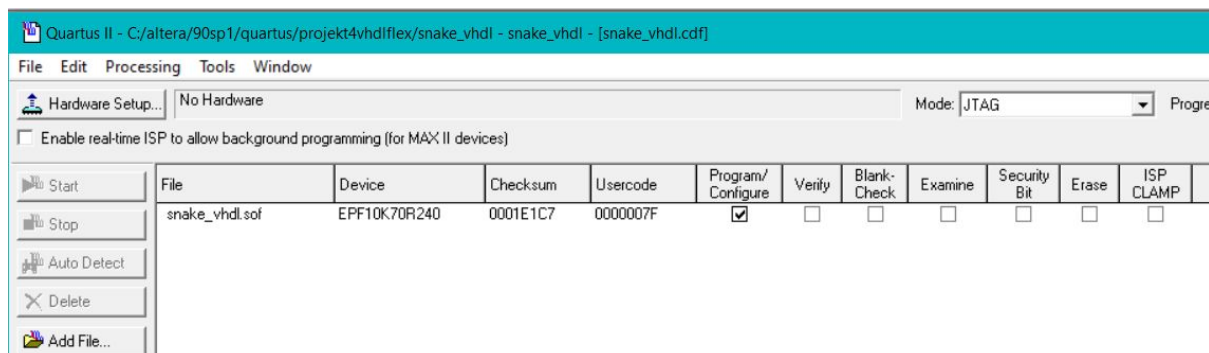 Quartus II - C:/altera/90sp1/quartus/projekt4vhdlflex/snake_vhdl - snake_vhdl - [snake_vhdl.cdf]
File Edit Processing Tools Window
Hardware Setup... No Hardware Mode: JTAG Progre
Enable real-time ISP to allow background programming (for MAX II devices)
Start
Stop
Auto Detect
Delete
Add File...
File Device Checksum Usercode Program/ Configure Verify Blank- Check Examine Security Bit Erase ISP CLAMP
snake_vhdl.sof EPF10K70R240 0001E1C7 0000007F